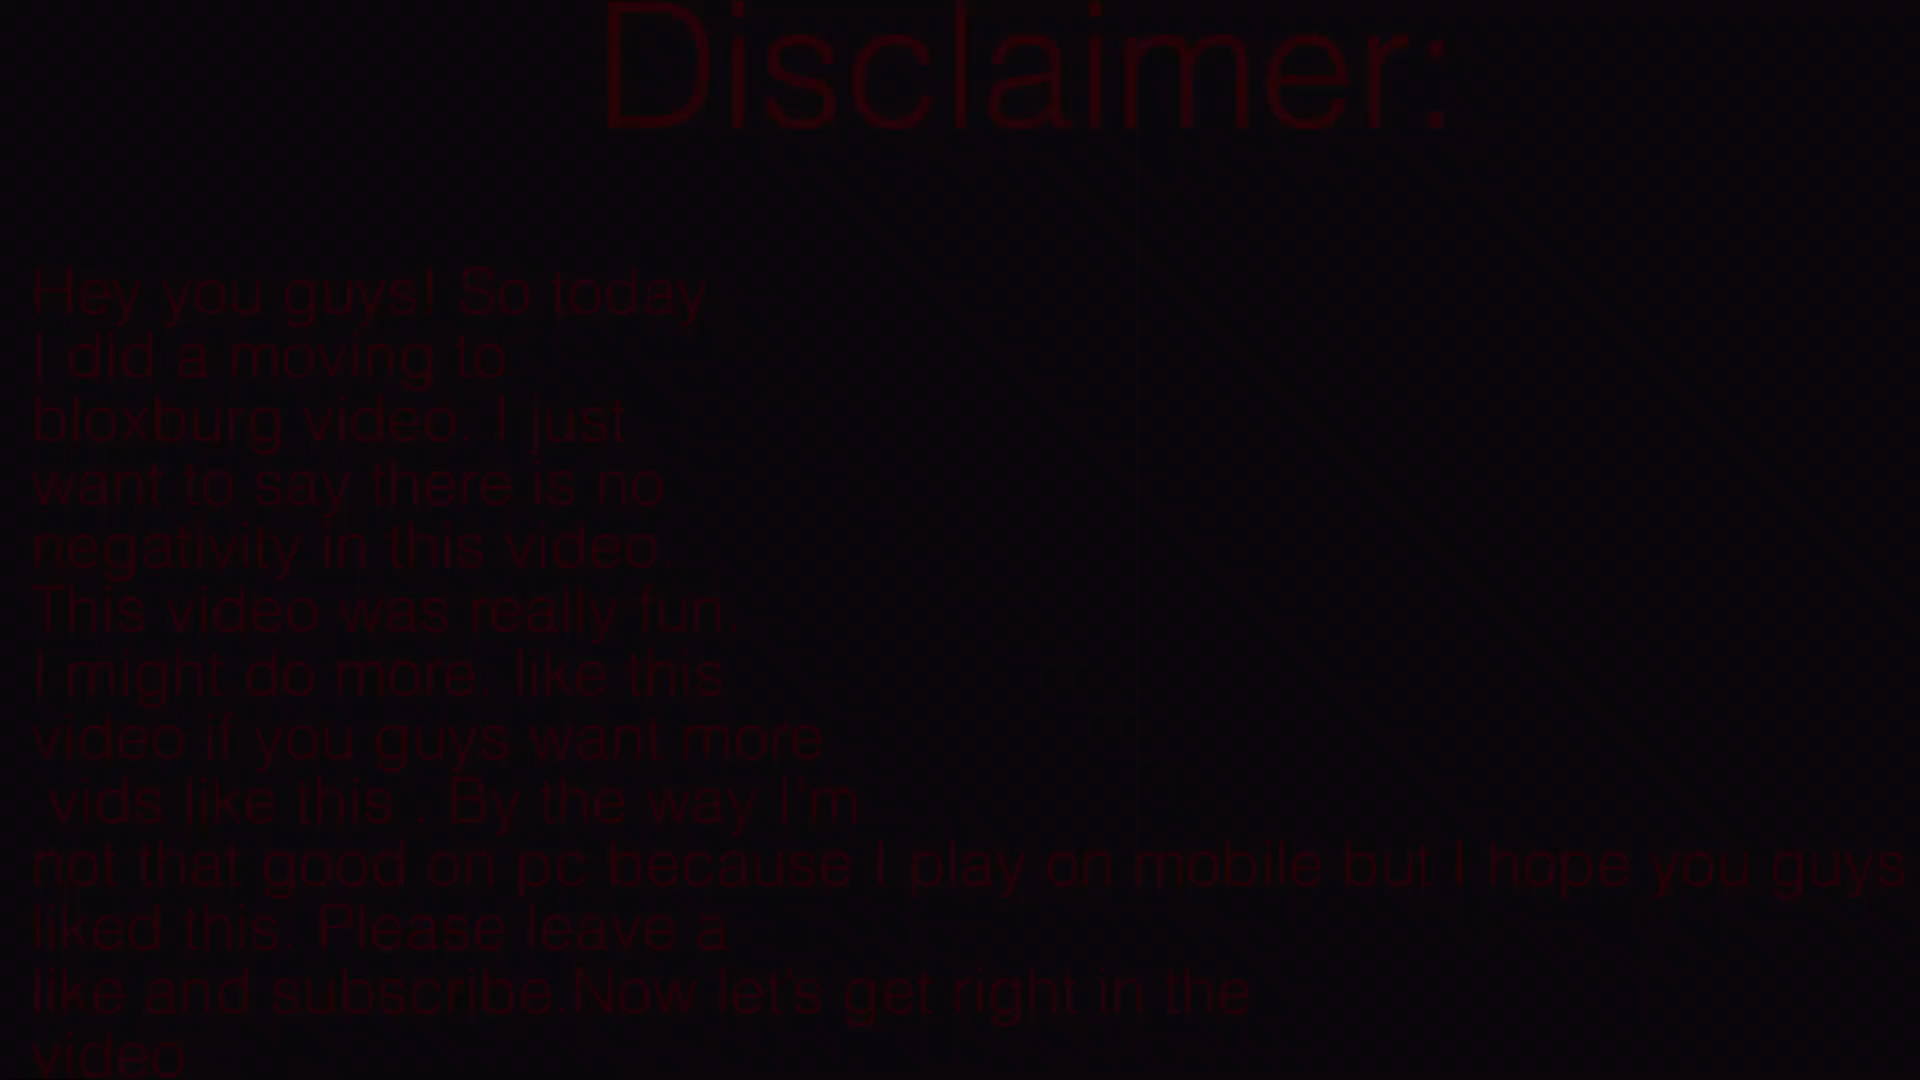 Disclaimer:
Hey you guys! So today
I did a moving to
bloxburg video. I just
want to say there is no
negativity in this video.
This video was really fun.
I might do more. like this
video if you guys want more
vids like this . By the way I'm
not that good on pc because I play on mobile but I hope you guys
liked this. Please leave a
like and subscribe.Now let's get right in the
video